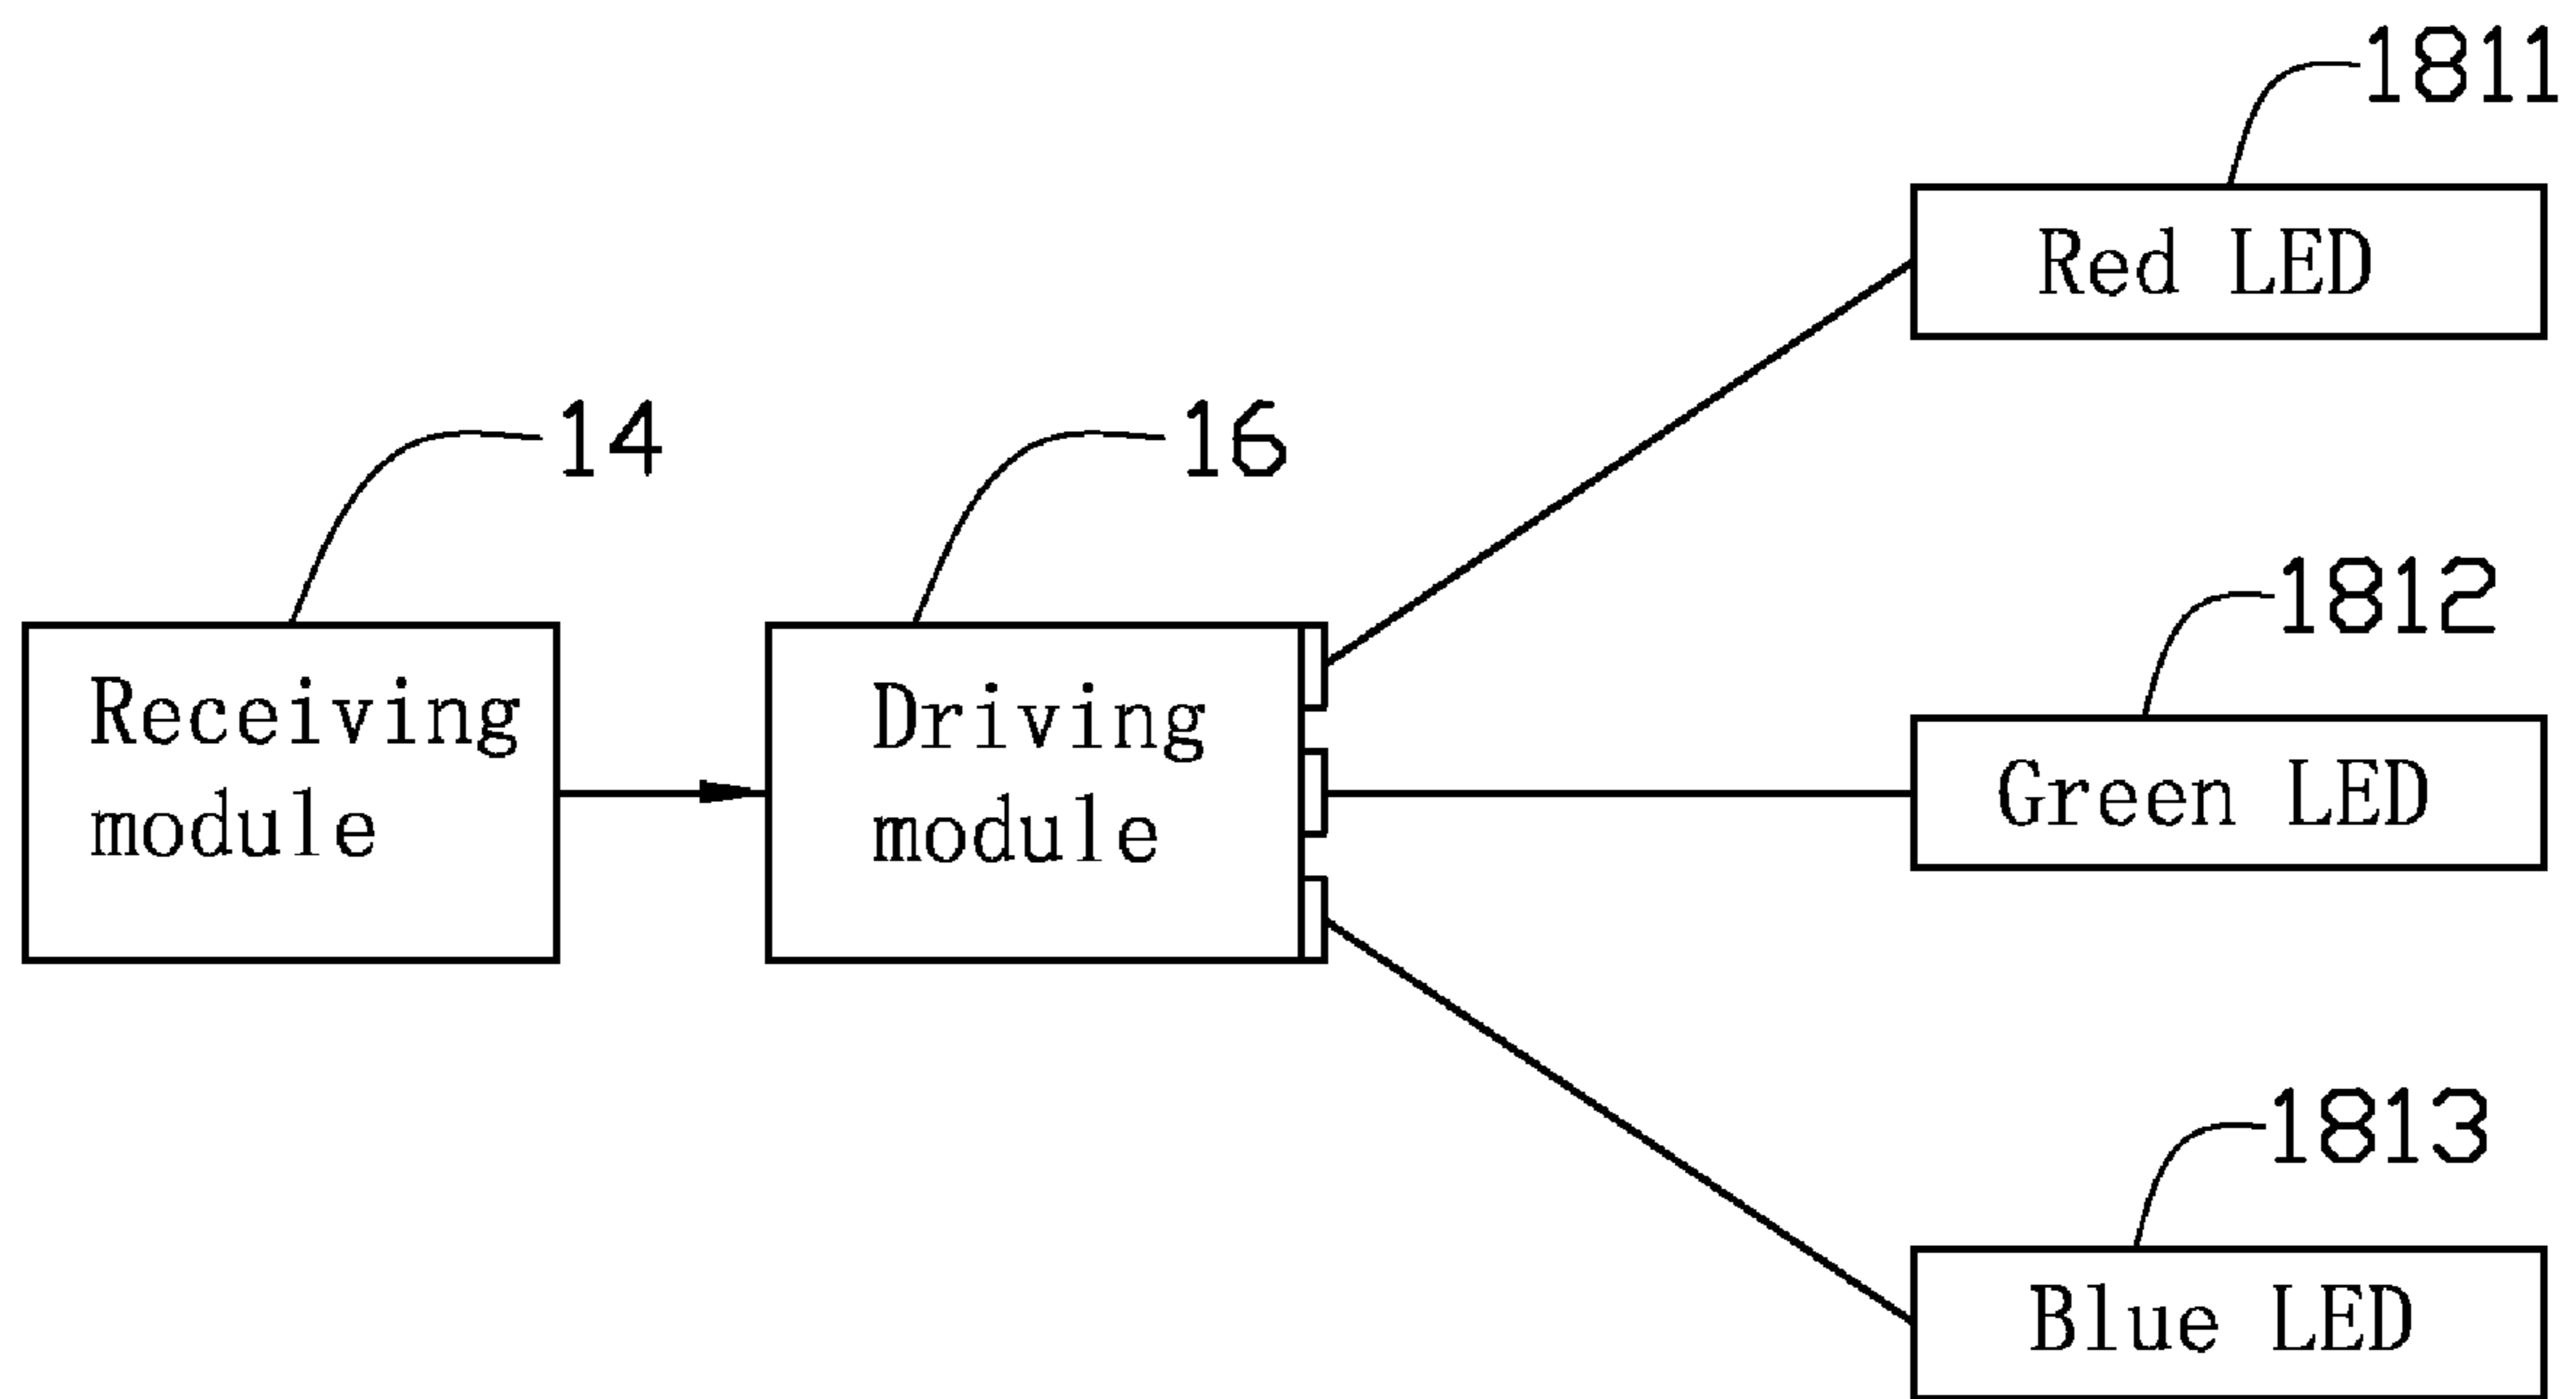 1811
Red LED
14
16
1812
Receiving
module
Driving
module
Green LED
1813
Blue LED